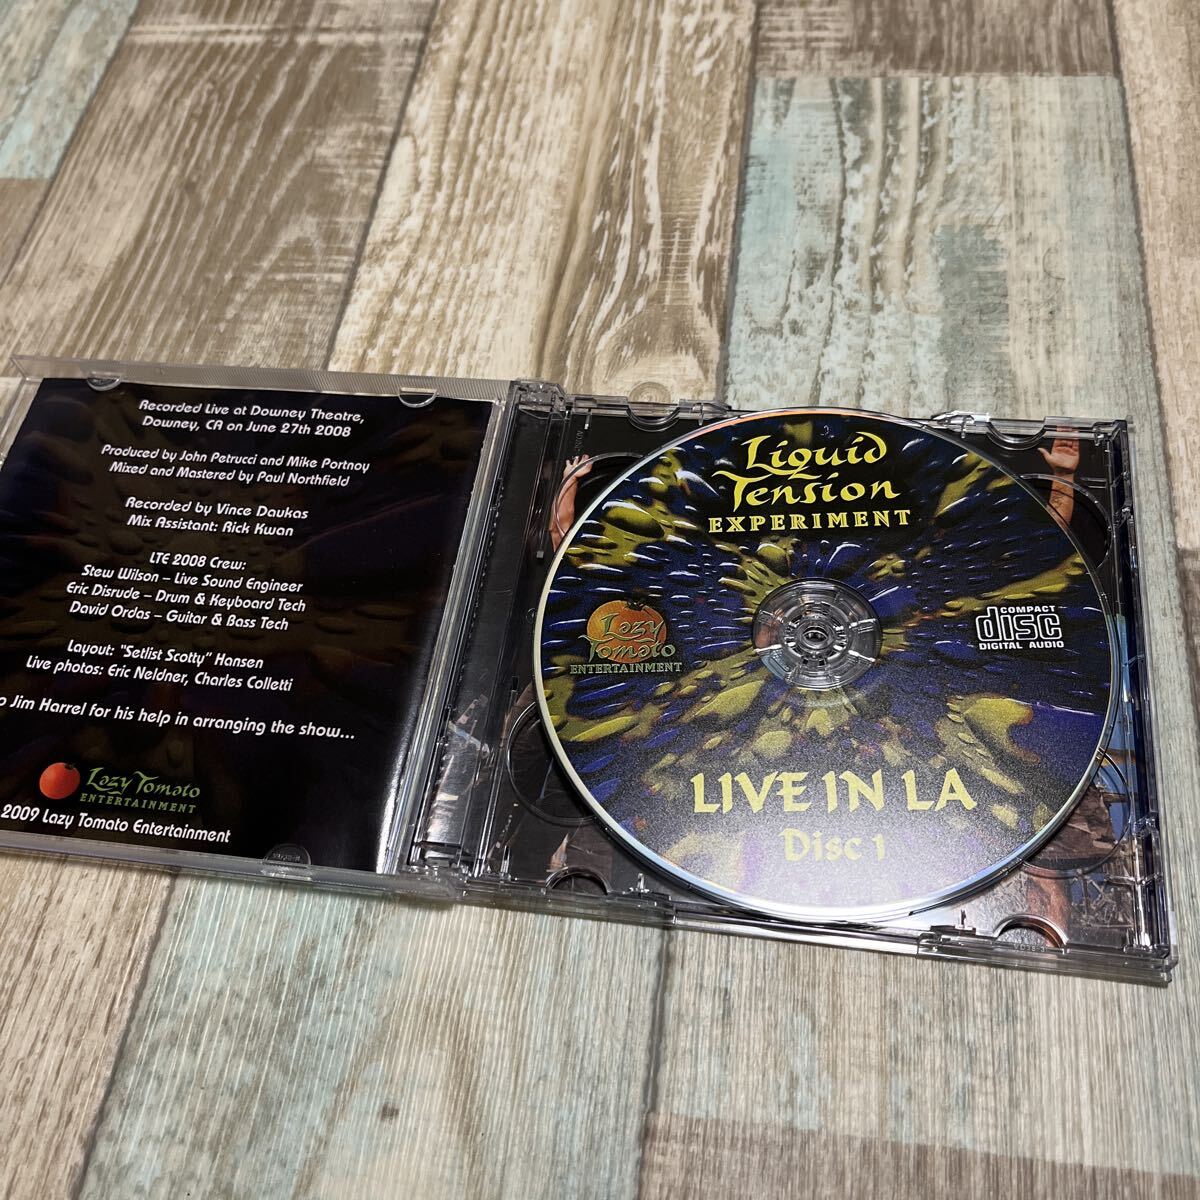 Recorded Live at Downey Theatre,
Downey, CA on June 27th 2008
Produced by John Petrucci and Mike Portnoy
Mixed and Mastered by Paul Northfield
Recorded by Vince Daukas
Mix Assistant: Rick Kwan
LTE 2008 Crew:
Stew Wilson – Live Sound Engineer
Eric Disrude – Drum & Keyboard Tech
David Ordas – Guitar & Bass Tech
Layout: "Setlist Scotty" Hansen
Live photos: Eric Neldner, Charles Colletti
Jim Harrel for his help in arranging the show...
Lazy Tomato
ENTERTAINMENT
2009 Lazy Tomato Entertainment
Liquid
Tension
EXPERIMENT
Lazy
Tomato
ENTERTAINMENT
COMPACT
disc
DIGITAL AUDIO
LIVE IN LA
Disc 1